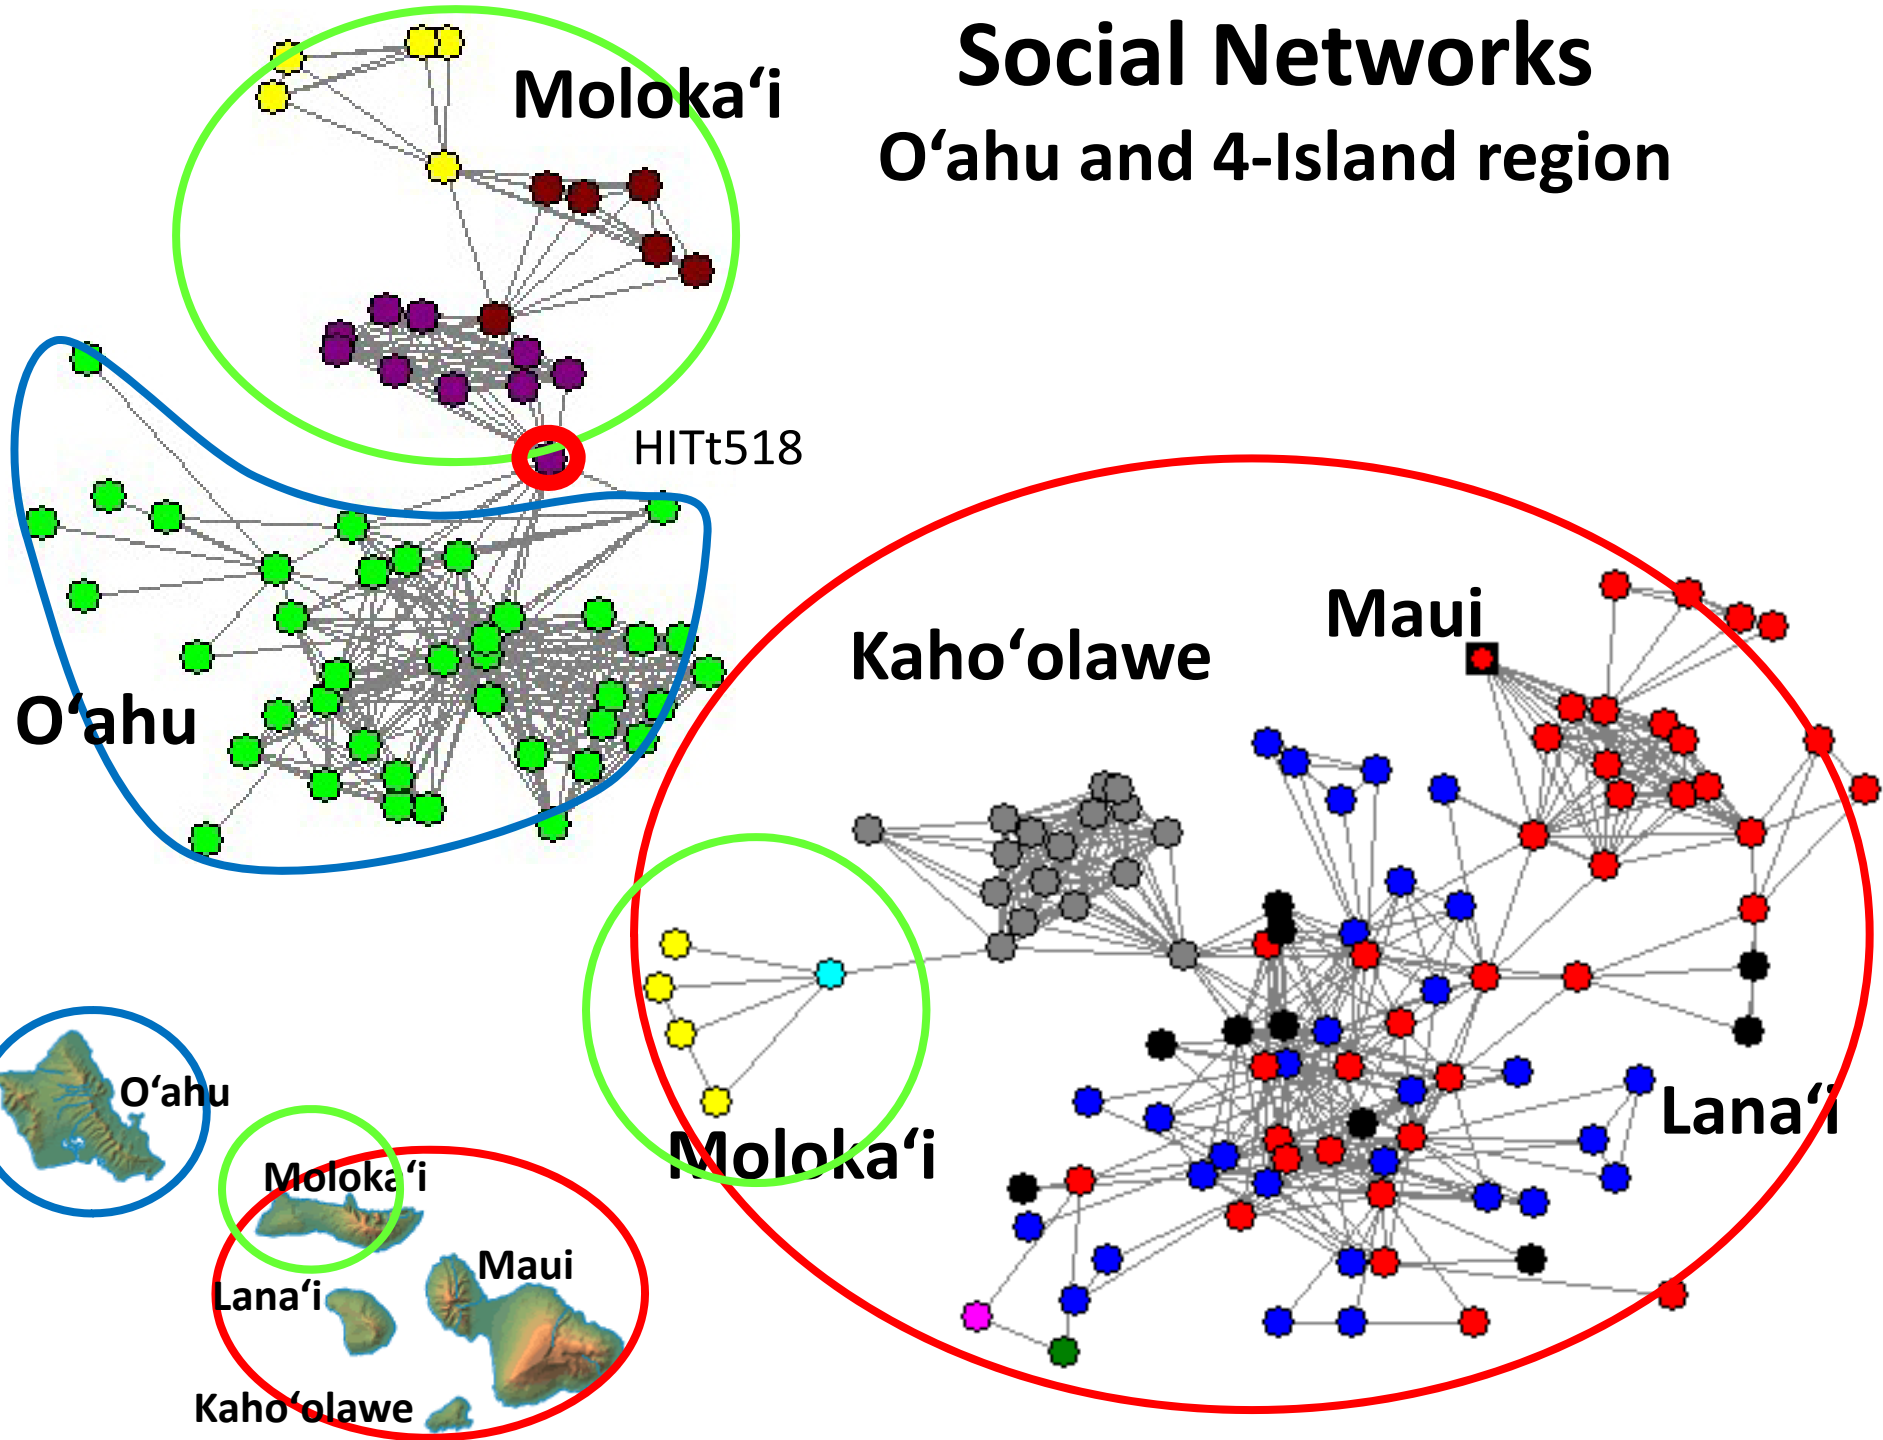 Social Networks
O‘ahu and 4-Island region
Moloka‘i
HITt518
O‘ahu
Kaho‘olawe
Maui
Lana‘i
Moloka‘i
O‘ahu
Moloka‘i
Maui
Lana‘i
Kaho‘olawe